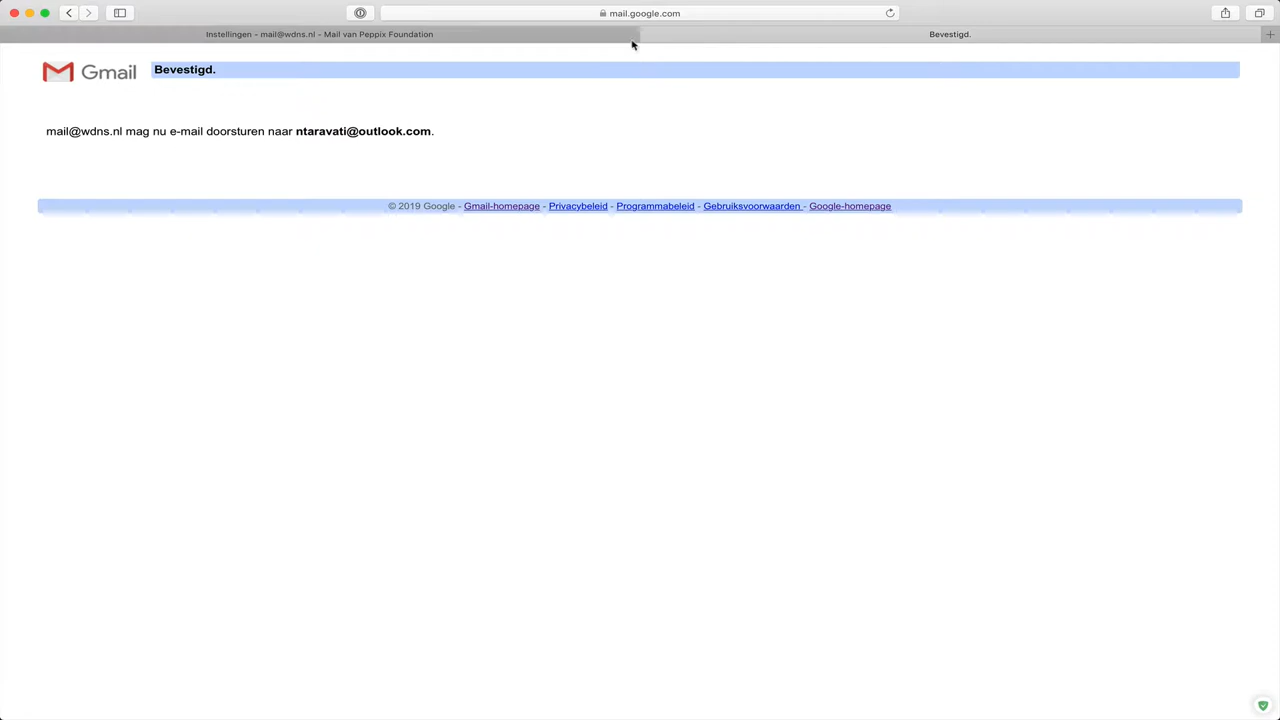 mail.google.com
Instellingen - mail@wdns.nl - Mail van Peppix Foundation
Bevestigd.
Gmail
Bevestigd.
mail@wdns.nl mag nu e-mail doorsturen naar ntaravati@outlook.com.
© 2019 Google - Gmail-homepage - Privacybeleid - Programmabeleid - Gebruiksvoorwaarden - Google-homepage